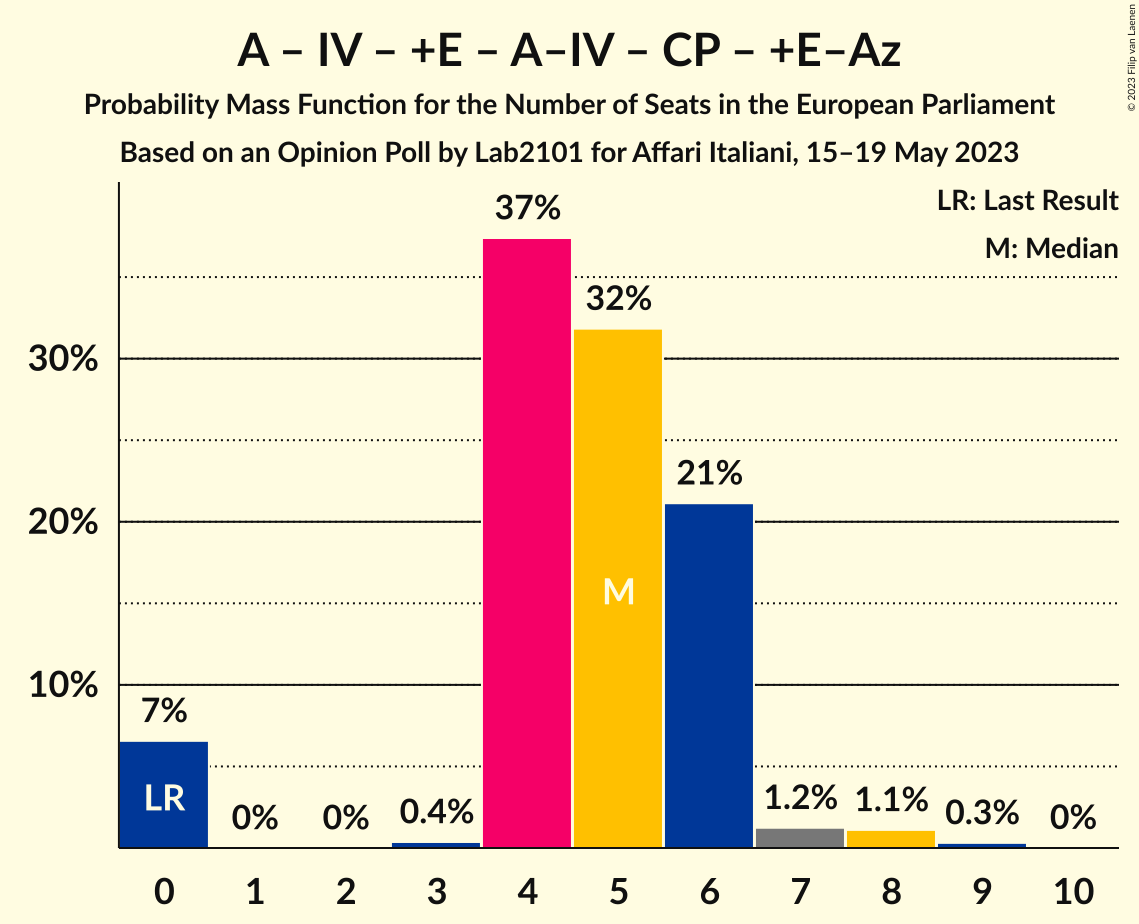 A – IV – +E – A–IV – CP – +E–Az
Probability Mass Function for the Number of Seats in the European Parliament
Based on an Opinion Poll by Lab2101 for Affari Italiani, 15–19 May 2023
© 2023 Filip van Laenen
LR: Last Result
M: Median
37%
32%
30%
21%
20%
M
10%
7%
LR
0%
0%
0.4%
1.2%
1.1%
0.3%
0%
0 1 2 3 4 5 6 7 8 9 10